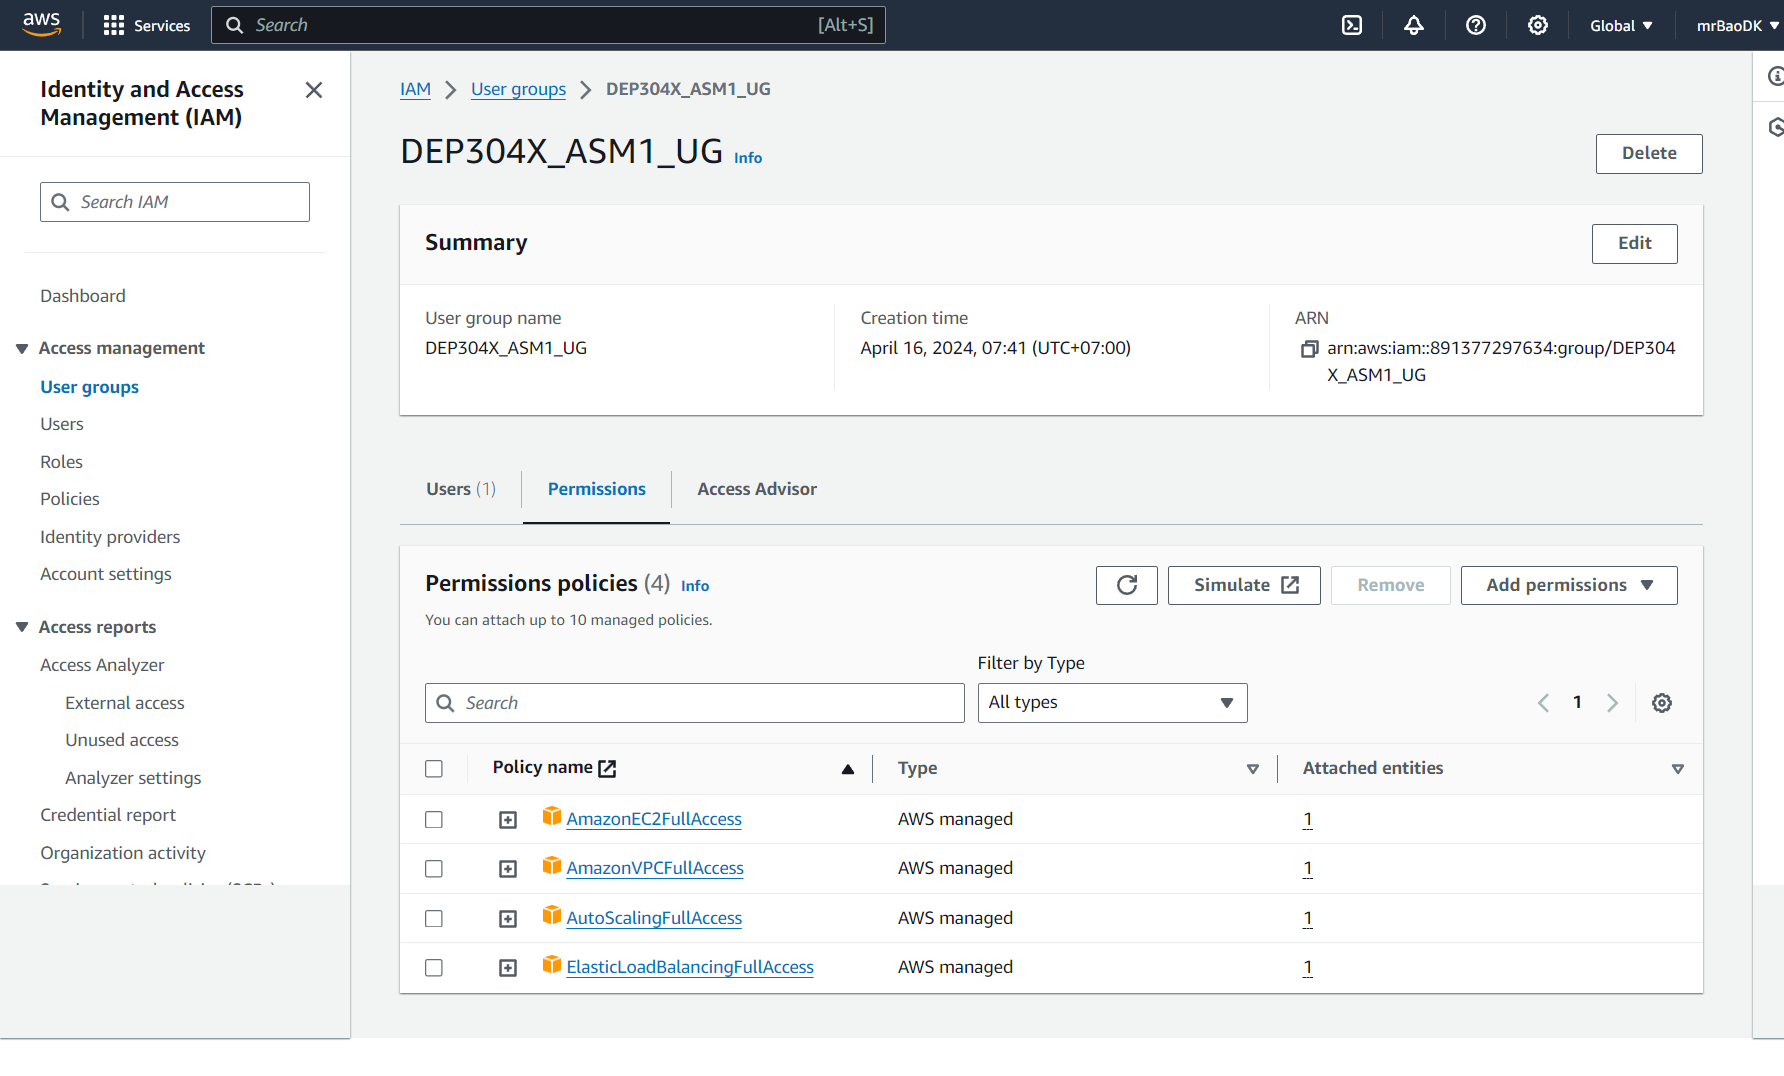 aws
Services
Search
[Alt+S]
Global
mrBaoDK
Identity and Access
Management (IAM)
Search IAM
Dashboard
Access management
User groups
Users
Roles
Policies
Identity providers
Account settings
Access reports
Access Analyzer
External access
Unused access
Analyzer settings
Credential report
Organization activity
IAM
User groups
DEP304X_ASM1_UG
DEP304X_ASM1_UG Info
Delete
Summary
Edit
User group name
DEP304X_ASM1_UG
Creation time
April 16, 2024, 07:41 (UTC+07:00)
ARN
arn:aws:iam::891377297634:group/DEP304
X_ASM1_UG
Users (1)
Permissions
Access Advisor
Permissions policies (4) Info
You can attach up to 10 managed policies.
Simulate
Remove
Add permissions
Filter by Type
Search
All types
1
Policy name
Type
Attached entities
AmazonEC2FullAccess
AWS managed
1
AmazonVPCFullAccess
AWS managed
1
AutoScalingFullAccess
AWS managed
1
ElasticLoadBalancingFullAccess
AWS managed
1